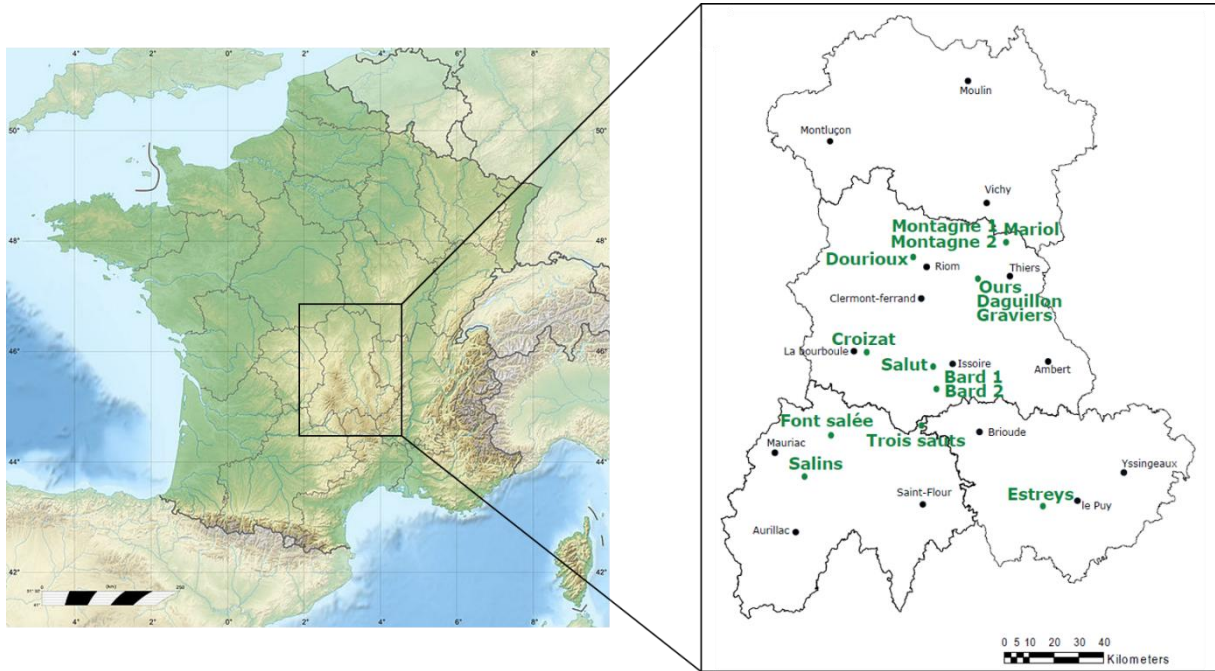 4° 2° 0° 2° 4° 6° 8°
50° 50°
48° 48°
46° 46°
44° 44°
42° 42°
4° 2° 0° 2° 4° 6° 8°
0 (km) 250
Moulin
Montluçon
Vichy
Montagne 1
Montagne 2
Mariol
Dourioux
Riom
Thiers
Ours
Daguillon
Graviers
Clermont-ferrand
Croizat
La bourboule
Salut
Issoire
Ambert
Bard 1
Bard 2
Font salée
Trois sauts
Brioude
Mauriac
Salins
Yssingeaux
Estreys
le Puy
Saint-Flour
Aurillac
0 5 10 20 30 40
Kilometers